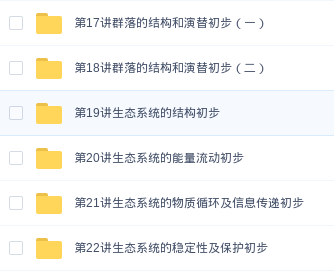 第17讲群落的结构和演替初步（一）
第18讲群落的结构和演替初步（二）
第19讲生态系统的结构初步
第20讲生态系统的能量流动初步
第21讲生态系统的物质循环及信息传递初步
第22讲生态系统的稳定性及保护初步